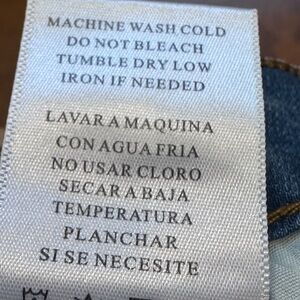 MACHINE WASH COLD
DO NOT BLEACH
TUMBLE DRY LOW
IRON IF NEEDED
LAVAR A MAQUINA
CON AGUA FRIA
NO USAR CLORO
SECAR A BAJA
TEMPERATURA
PLANCHAR
SI SE NECESITE